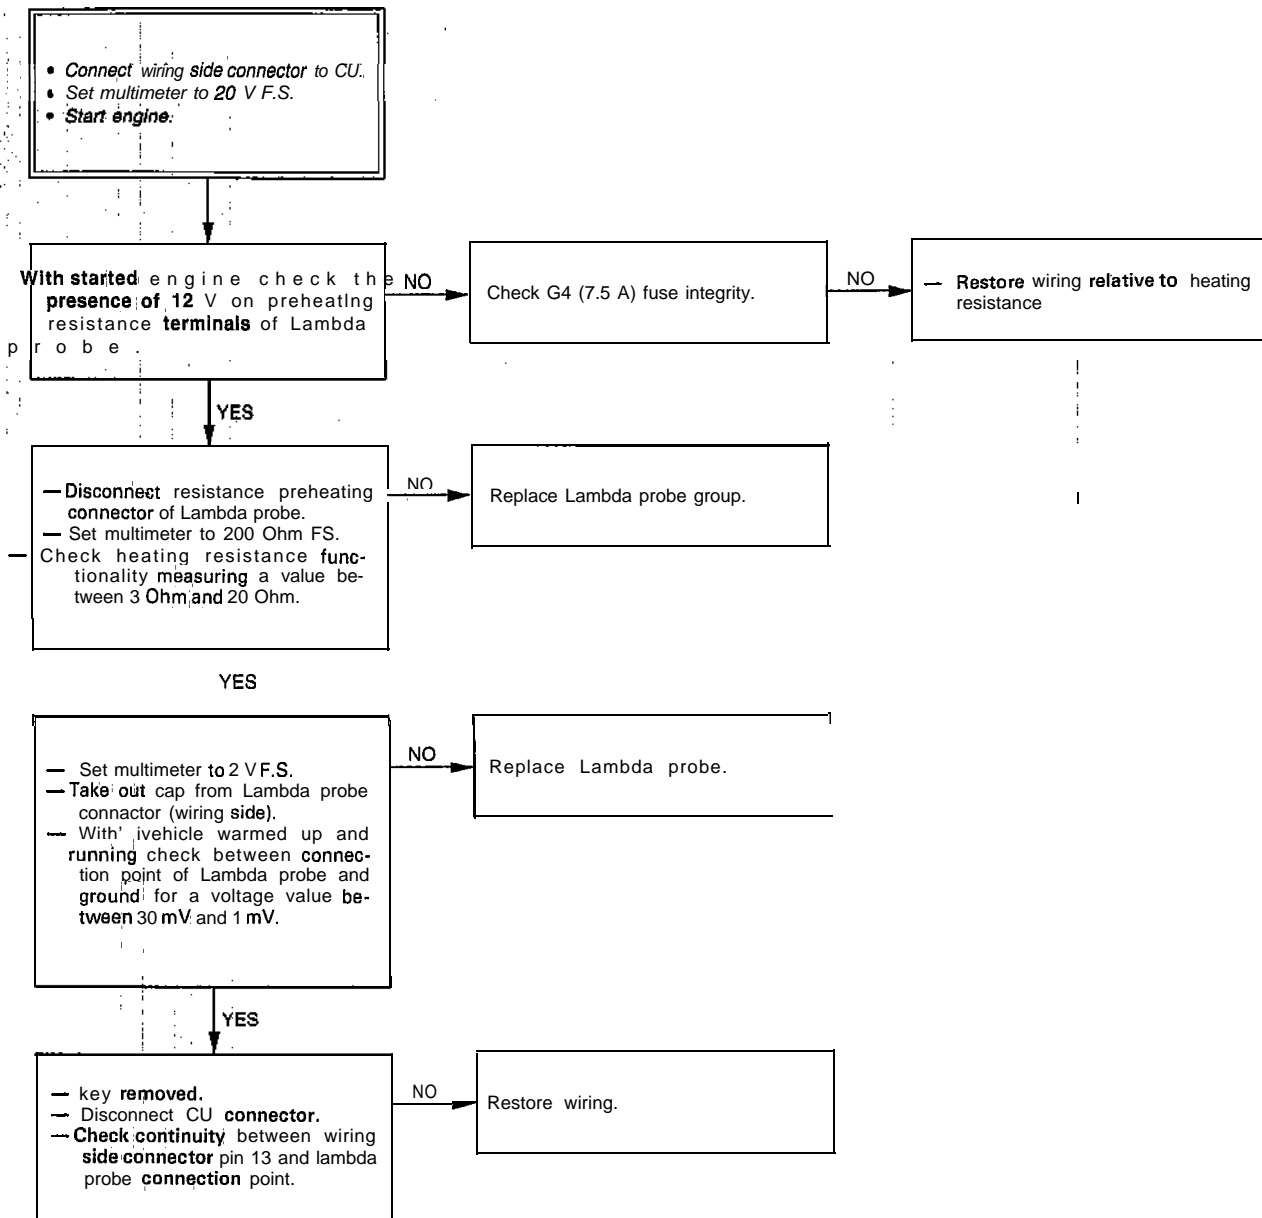 • Connect wiring side connector to CU.
• Set multimeter to 20 V F.S.
• Start engine.
With started engine check the
presence of 12 V on preheating
resistance terminals of Lambda
probe.
NO
Check G4 (7.5 A) fuse integrity.
NO
— Restore wiring relative to heating
resistance
YES
— Disconnect resistance preheating
connector of Lambda probe.
— Set multimeter to 200 Ohm FS.
— Check heating resistance func-
tionality measuring a value be-
tween 3 Ohm and 20 Ohm.
NO
Replace Lambda probe group.
YES
— Set multimeter to 2 V F.S.
— Take out cap from Lambda probe
connactor (wiring side).
— With' ivehicle warmed up and
running check between connec-
tion point of Lambda probe and
ground for a voltage value be-
tween 30 mV and 1 mV.
NO
Replace Lambda probe.
YES
— key removed.
— Disconnect CU connector.
— Check continuity between wiring
side connector pin 13 and lambda
probe connection point.
NO
Restore wiring.